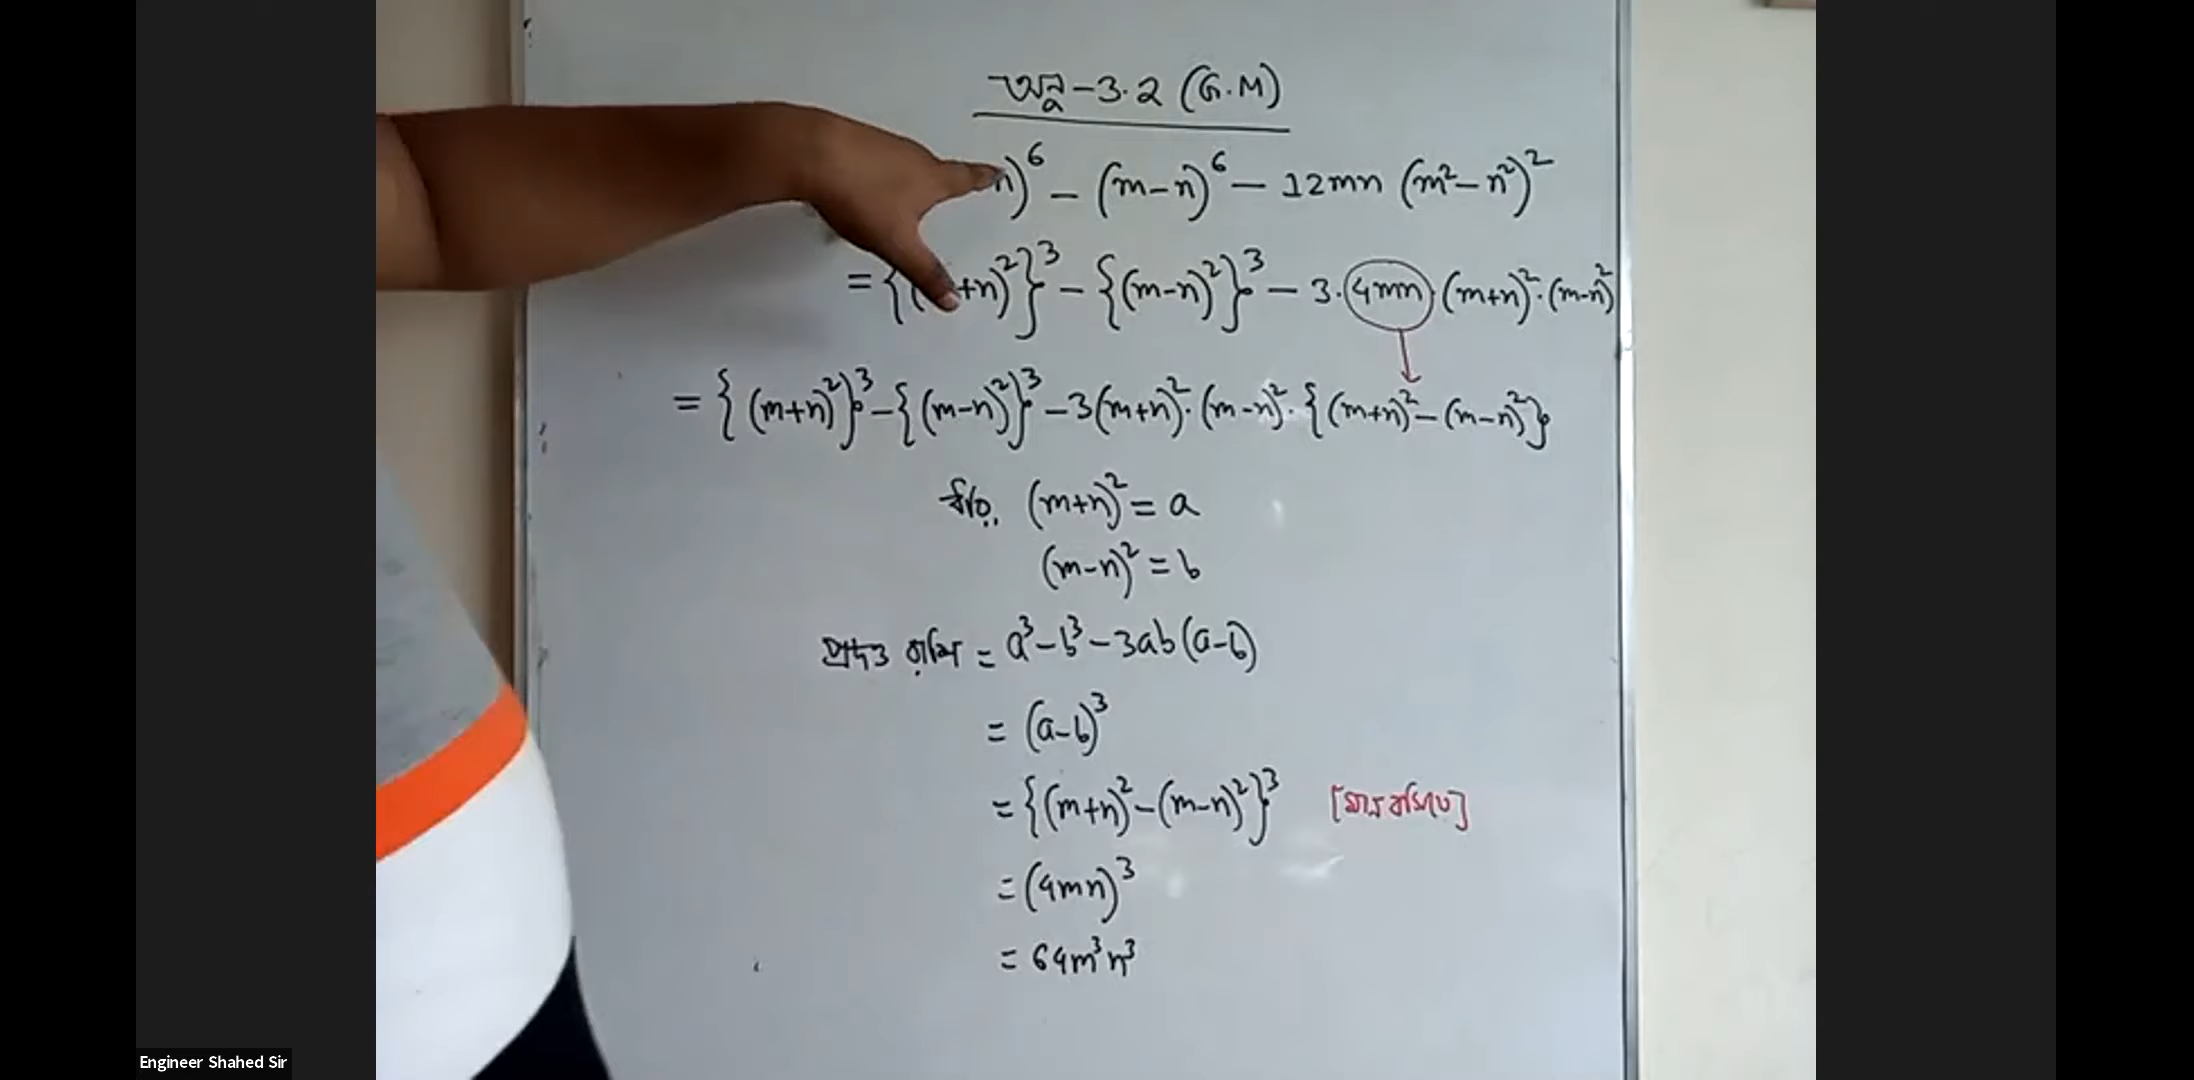 অনু-3.2 (G.M)
n)⁶ - (m-n)⁶ - 12mn (m²-n²)²
= {( +n)²}³ - {(m-n)²}³ - 3.(4mn).(m+n)².(m-n)²
= {(m+n)²}³ - {(m-n)²}³ - 3(m+n)².(m-n)².{(m+n)² - (m-n)²}
ধরি, (m+n)² = a
(m-n)² = b
প্রদত্ত রাশি = a³-b³-3ab(a-b)
= (a-b)³
= {(m+n)²-(m-n)²}³ [মান বসিয়ে]
= (4mn)³
= 64m³n³
Engineer Shahed Sir